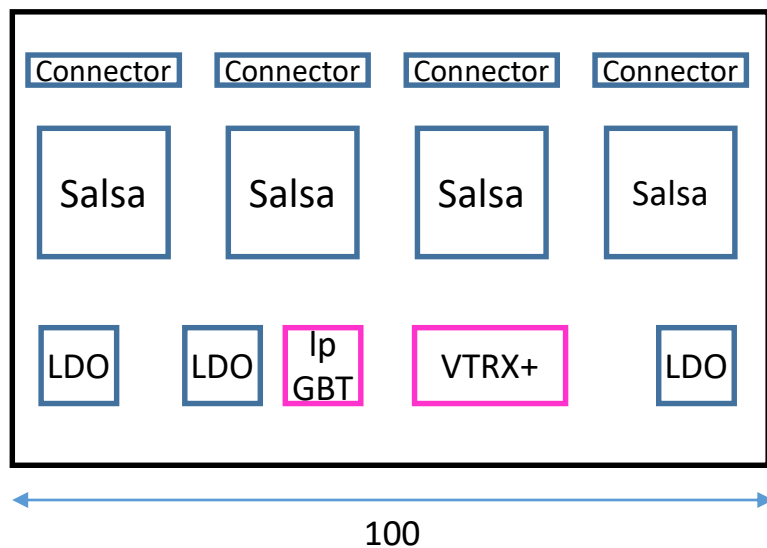 Connector
Connector
Connector
Connector
Salsa
Salsa
Salsa
Salsa
LDO
LDO
lp
GBT
VTRX+
LDO
100